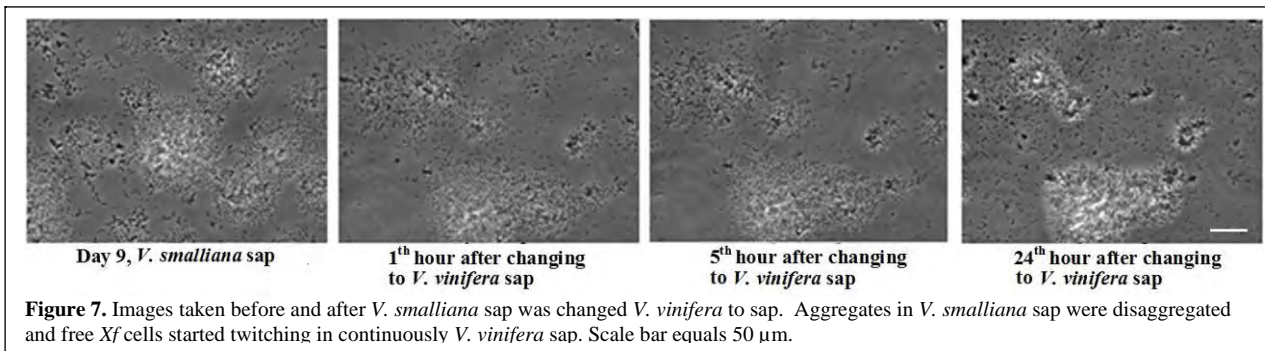 Day 9, V. smalliana sap
1th hour after changing
to V. vinifera sap
5th hour after changing
to V. vinifera sap
24th hour after changing
to V. vinifera sap
Figure 7. Images taken before and after V. smalliana sap was changed V. vinifera to sap. Aggregates in V. smalliana sap were disaggregated
and free Xf cells started twitching in continuously V. vinifera sap. Scale bar equals 50 µm.